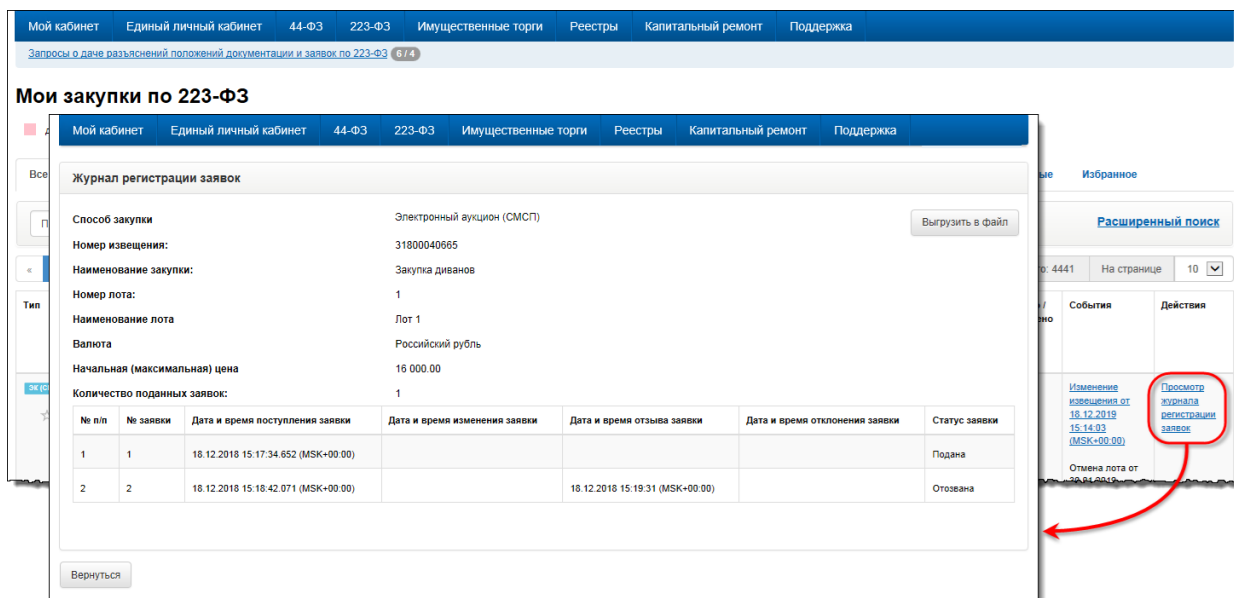 Мой кабинет Единый личный кабинет 44-ФЗ 223-ФЗ Имущественные торги Реестры Капитальный ремонт Поддержка
Запросы о даче разъяснений положений документации и заявок по 223-ФЗ 6 / 4
Мои закупки по 223-ФЗ
Мой кабинет Единый личный кабинет 44-ФЗ 223-ФЗ Имущественные торги Реестры Капитальный ремонт Поддержка
Все
ые Избранное
Журнал регистрации заявок
Способ закупки Электронный аукцион (СМСП) Выгрузить в файл
П
Расширенный поиск
Номер извещения: 31800040665
Наименование закупки: Закупка диванов
« о: 4441 На странице 10
Номер лота: 1
Тип / События Действия
ено
Наименование лота Лот 1
Валюта Российский рубль
Начальная (максимальная) цена 16 000.00
Количество поданных заявок: 1
ЭК (С
Изменение
извещения от
18.12.2019
15:14:03
(MSK+00:00)
Отмена лота от
Просмотр
журнала
регистрации
заявок
№ п/п № заявки Дата и время поступления заявки Дата и время изменения заявки Дата и время отзыва заявки Дата и время отклонения заявки Статус заявки
1 1 18.12.2018 15:17:34.652 (MSK+00:00) Подана
2 2 18.12.2018 15:18:42.071 (MSK+00:00) 18.12.2018 15:19:31 (MSK+00:00) Отозвана
Вернуться